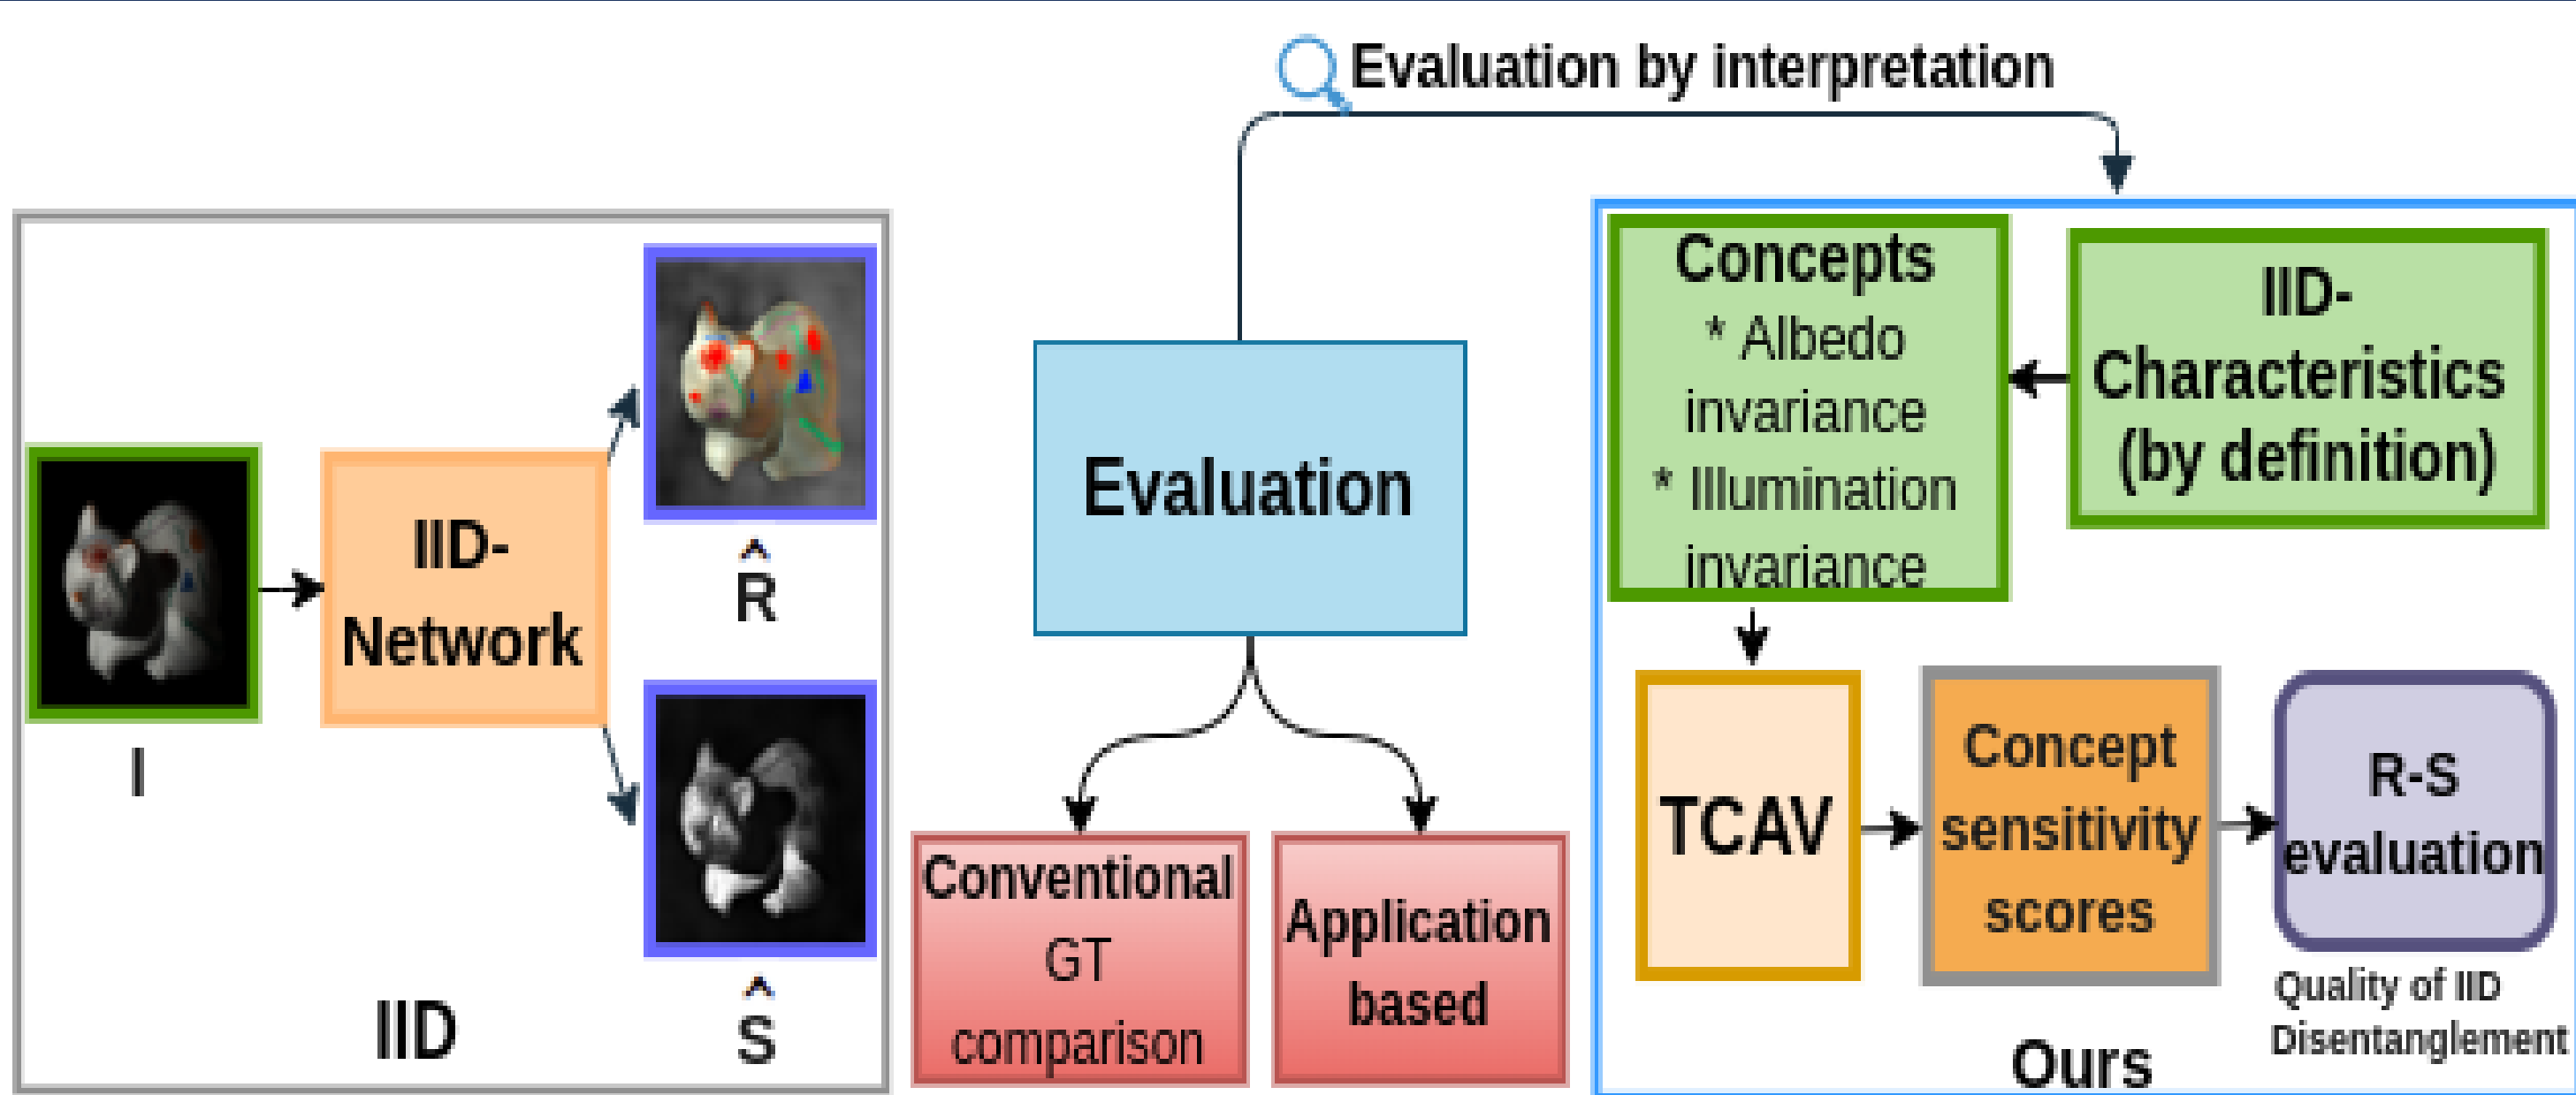 Evaluation by interpretation
I
IID-
Network
^
R
^
S
IID
Evaluation
Conventional
GT
comparison
Application
based
Concepts
* Albedo
invariance
* Illumination
invariance
IID-
Characteristics
(by definition)
TCAV
Concept
sensitivity
scores
R-S
evaluation
Quality of IID
Disentanglement
Ours